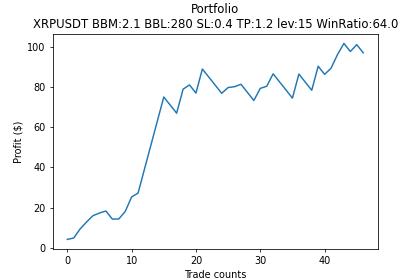 Portfolio
XRPUSDT BBM:2.1 BBL:280 SL:0.4 TP:1.2 lev:15 WinRatio:64.0
100
80
60
40
20
0
Profit ($)
0 10 20 30 40
Trade counts